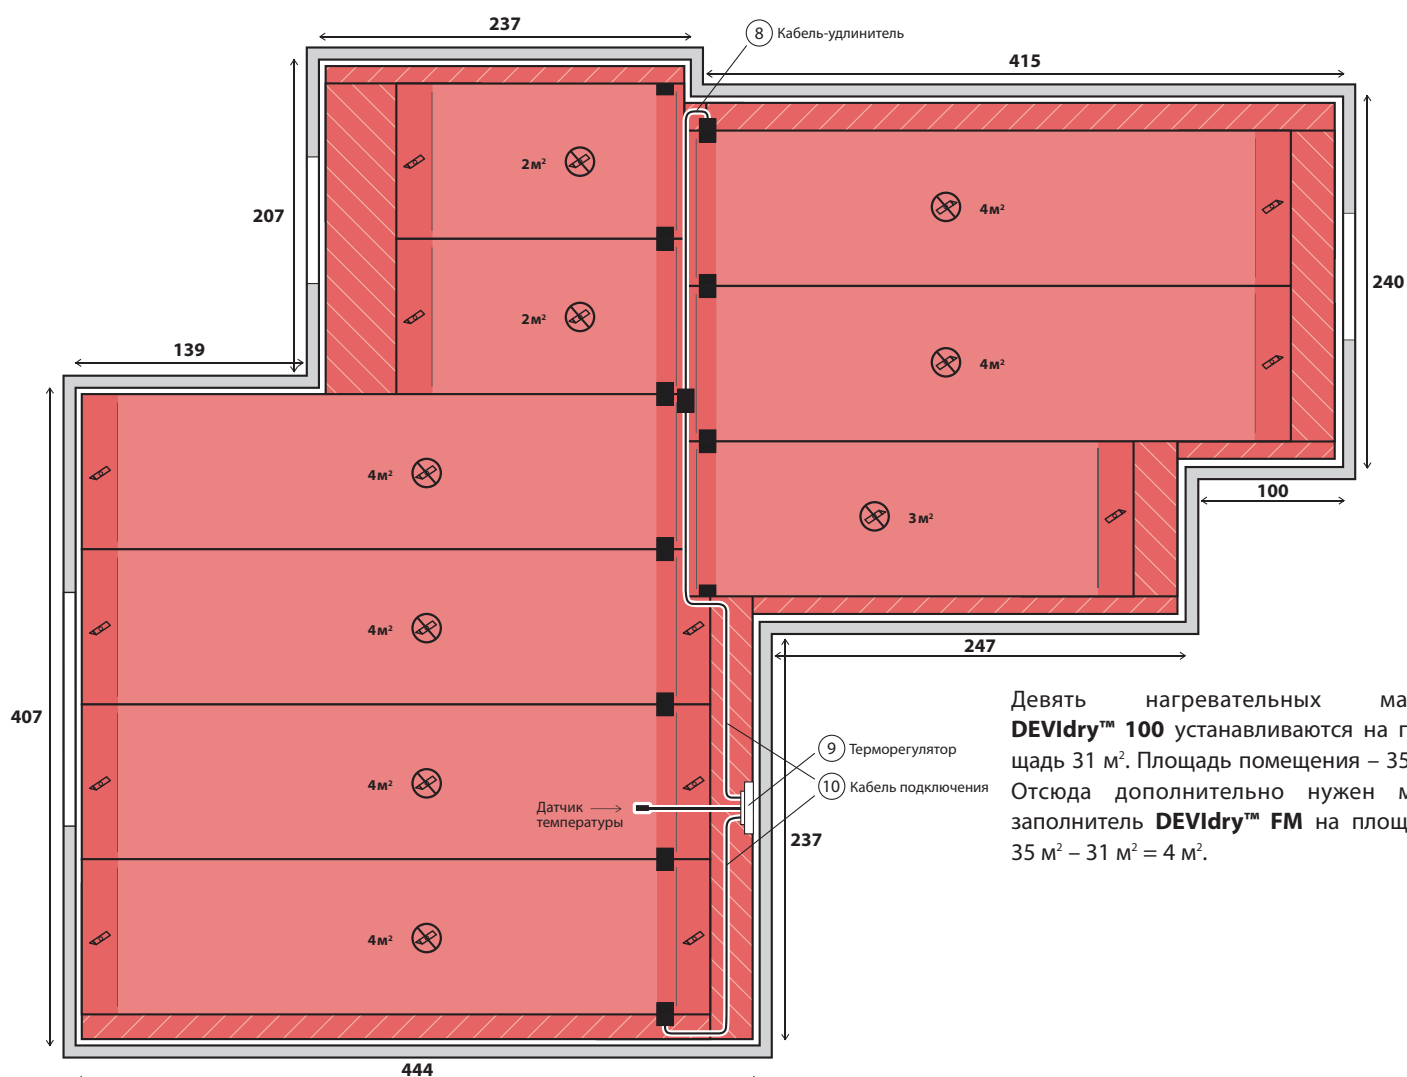 237
8 Кабель-удлинитель
415
2м²
207
4м²
240
2м²
139
4м²
100
4м²
3м²
4м²
247
Девять нагревательных
DEVIdry™ 100 устанавливаются на
щадь 31 м². Площадь помещения – 35
Отсюда дополнительно нужен
заполнитель DEVIdry™ FM на
35 м² – 31 м² = 4 м².
407
9 Терморегулятор
4м²
10 Кабель подключения
Датчик
температуры
237
4м²
444